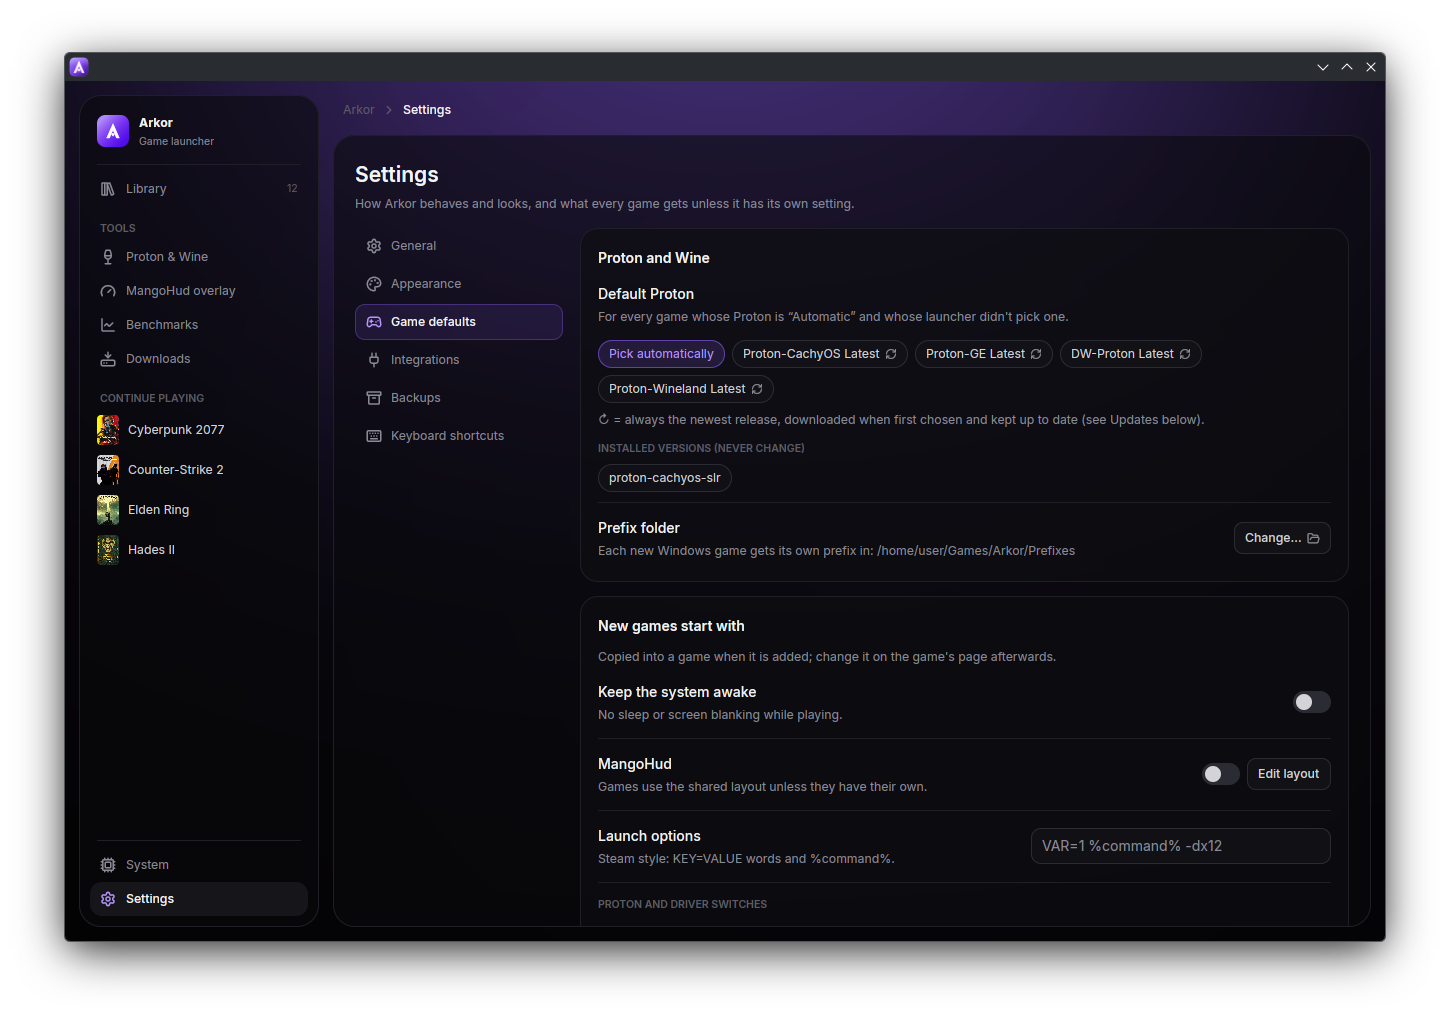 Arkor
Game launcher
Library 12
TOOLS
Proton & Wine
MangoHud overlay
Benchmarks
Downloads
CONTINUE PLAYING
Cyberpunk 2077
Counter-Strike 2
Elden Ring
Hades II
System
Settings
Arkor > Settings
Settings
How Arkor behaves and looks, and what every game gets unless it has its own setting.
General
Appearance
Game defaults
Integrations
Backups
Keyboard shortcuts
Proton and Wine
Default Proton
For every game whose Proton is “Automatic” and whose launcher didn't pick one.
Pick automatically Proton-CachyOS Latest Proton-GE Latest DW-Proton Latest
Proton-Wineland Latest
↻ = always the newest release, downloaded when first chosen and kept up to date (see Updates below).
INSTALLED VERSIONS (NEVER CHANGE)
proton-cachyos-slr
Prefix folder
Each new Windows game gets its own prefix in: /home/user/Games/Arkor/Prefixes
Change...
New games start with
Copied into a game when it is added; change it on the game's page afterwards.
Keep the system awake
No sleep or screen blanking while playing.
MangoHud
Games use the shared layout unless they have their own.
Edit layout
Launch options
Steam style: KEY=VALUE words and %command%.
VAR=1 %command% -dx12
PROTON AND DRIVER SWITCHES